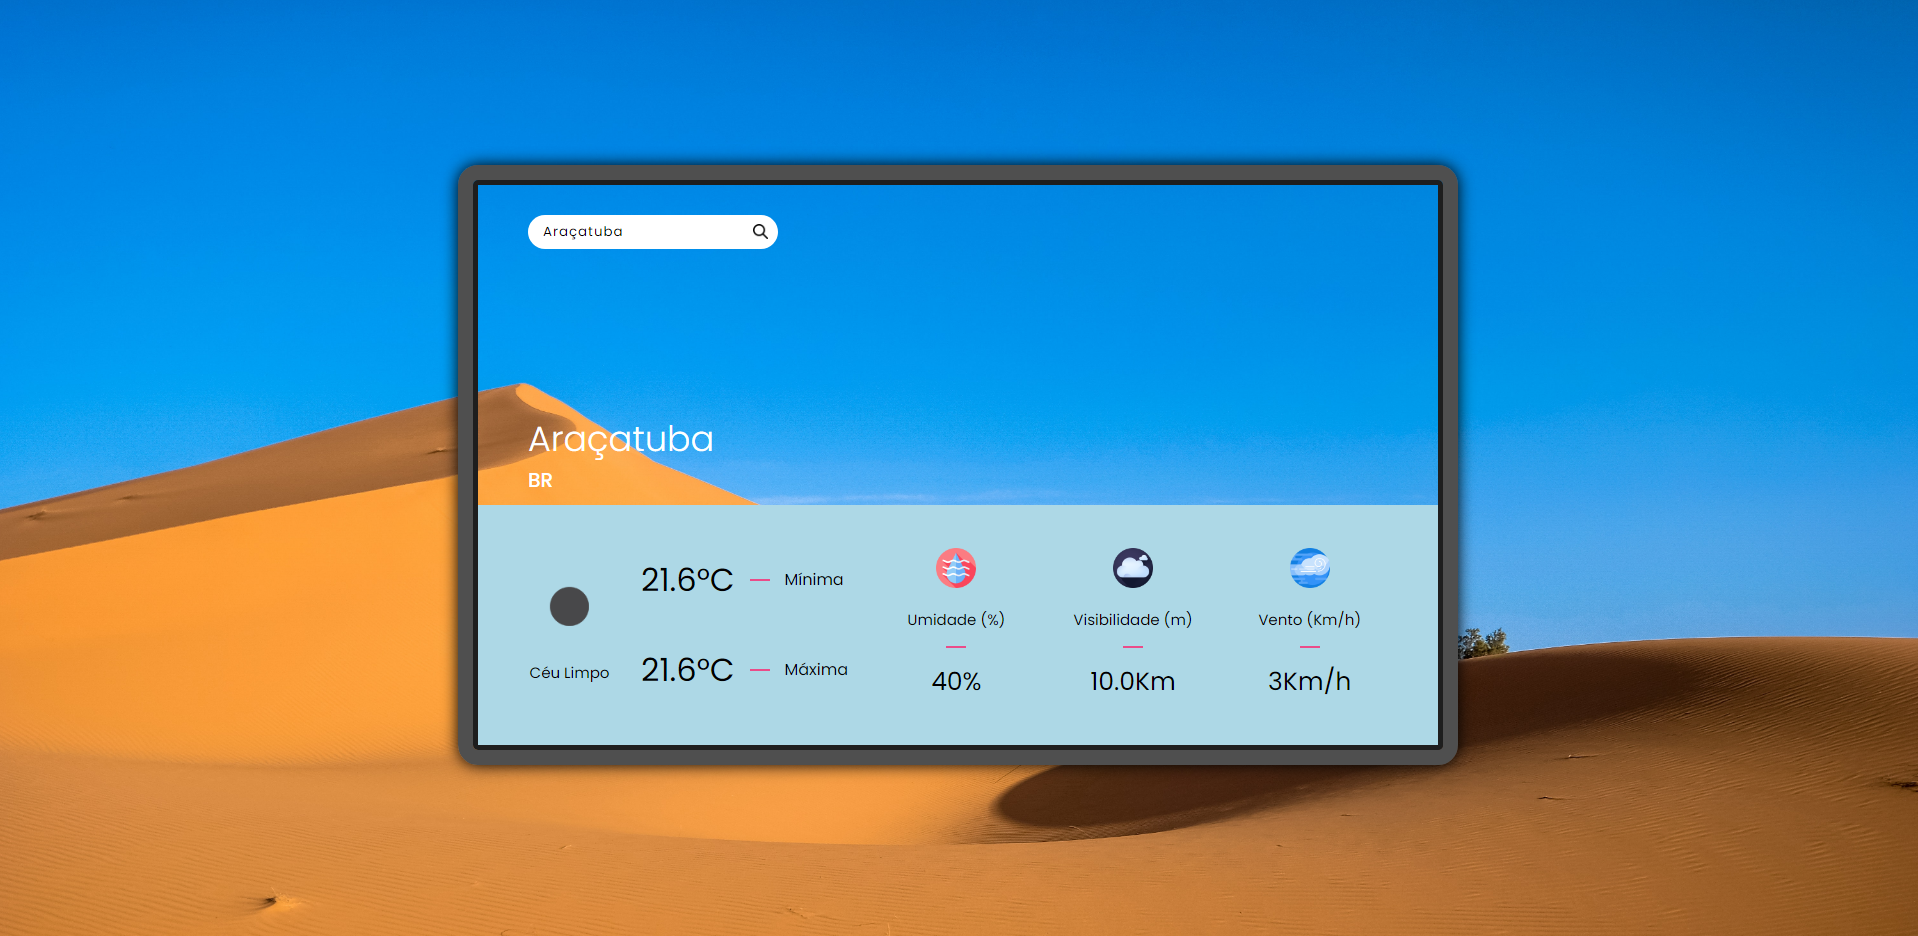 Araçatuba
Araçatuba
BR
21.6°C — Mínima
21.6°C — Máxima
Céu Limpo
Umidade (%)
40%
Visibilidade (m)
10.0Km
Vento (Km/h)
3Km/h